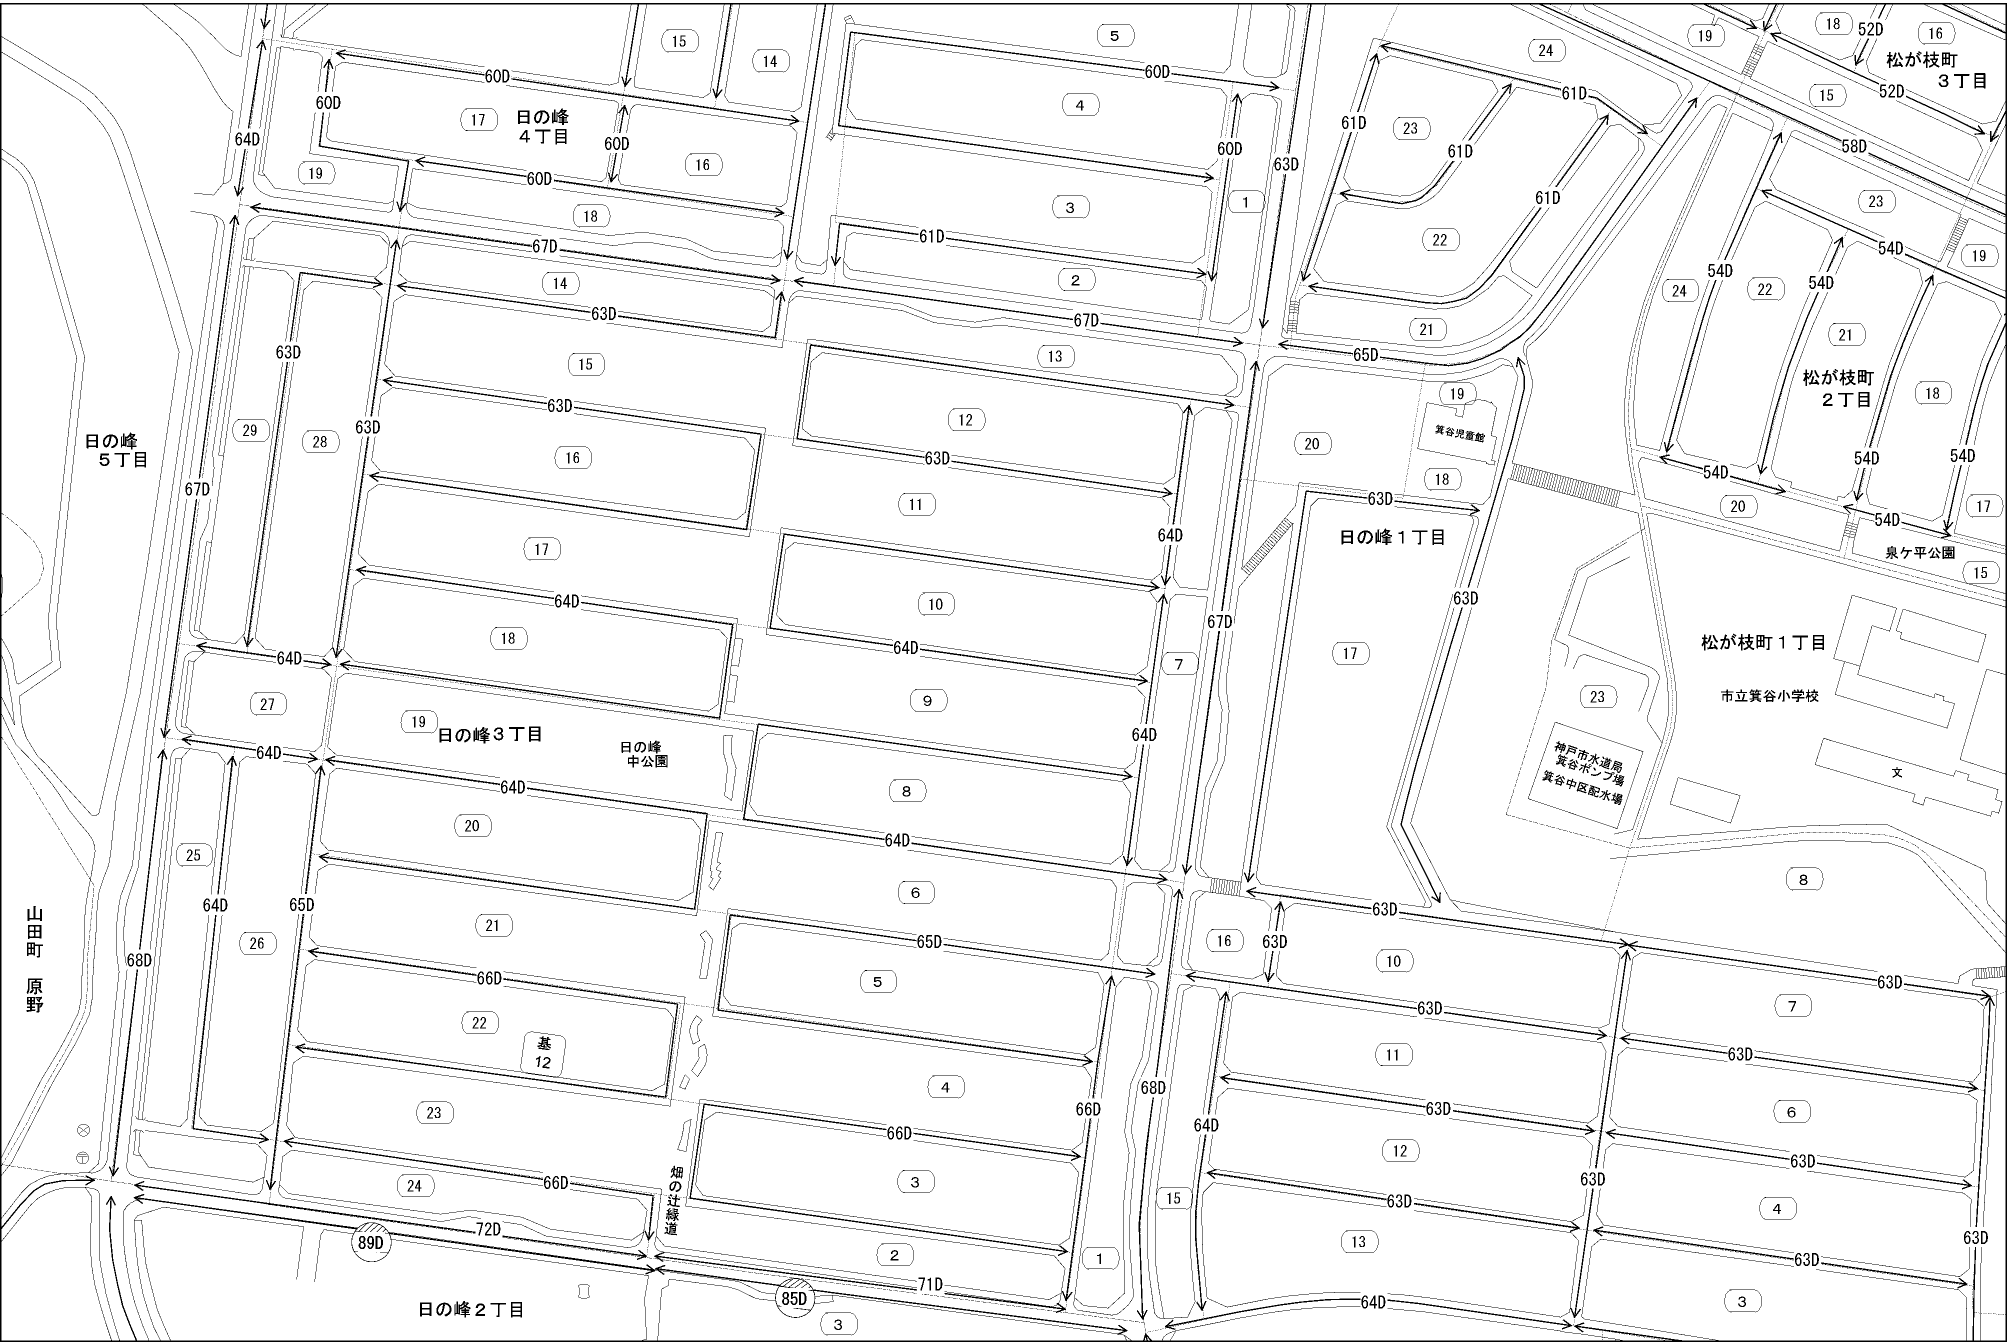 5
18
16
52D
19
24
松が枝町
３丁目
15
14
60D
60D
15
52D
60D
4
61D
61D
23
17
日の峰
４丁目
64D
60D
60D
63D
61D
58D
16
19
60D
61D
23
3
1
18
61D
22
54D
19
67D
14
2
54D
24
22
54D
63D
67D
21
21
63D
13
65D
15
松が枝町
２丁目
18
19
63D
12
63D
29
28
箕谷児童館
20
日の峰
５丁目
16
63D
54D
54D
54D
18
67D
11
63D
20
17
54D
17
64D
日の峰１丁目
泉ケ平公園
15
64D
10
63D
67D
18
64D
64D
7
17
松が枝町１丁目
27
9
23
市立箕谷小学校
19
日の峰３丁目
日の峰
中公園
64D
64D
神戸市水道局
箕谷ポンプ場
箕谷中区配水場
文
64D
8
20
64D
25
6
8
64D
65D
63D
21
26
65D
16
63D
10
68D
66D
5
63D
7
山田町　原野
22
63D
基
12
11
63D
4
68D
23
66D
63D
6
66D
64D
12
63D
畑の辻緑道
24
66D
3
15
63D
63D
4
72D
89D
2
1
13
63D
63D
71D
85D
日の峰２丁目
3
64D
3